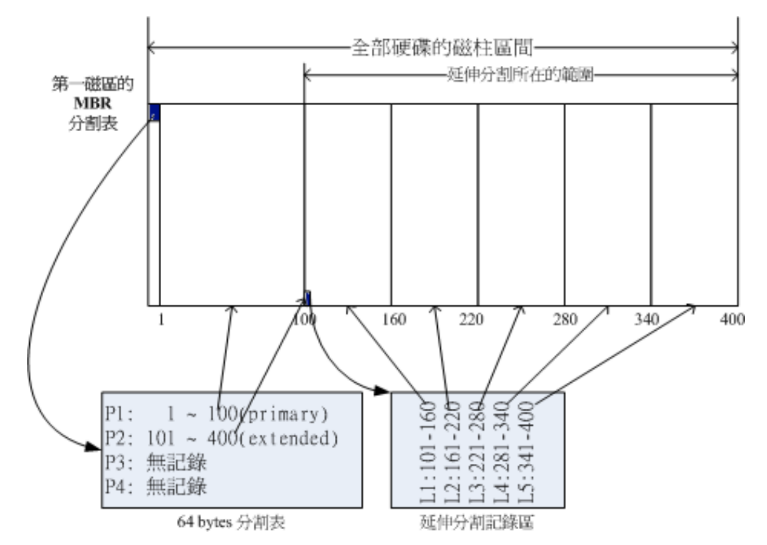 全部硬碟的磁柱區間
延伸分割所在的範圍
第一磁區的
MBR
分割表
1 100 160 220 280 340 400
P1: 1 ~ 100(primary)
P2: 101 ~ 400(extended)
P3: 無記錄
P4: 無記錄
L1:101-160
L2:161-220
L3:221-280
L4:281-340
L5:341-400
64 bytes 分割表
延伸分割記錄區